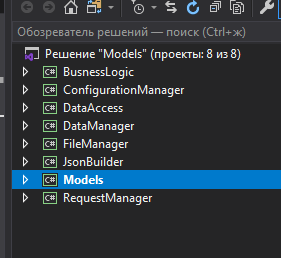 Обозреватель решений — поиск (Ctrl+ж)
Решение "Models" (проекты: 8 из 8)
C# BusnessLogic
C# ConfigurationManager
C# DataAccess
C# DataManager
C# FileManager
C# JsonBuilder
C# Models
C# RequestManager